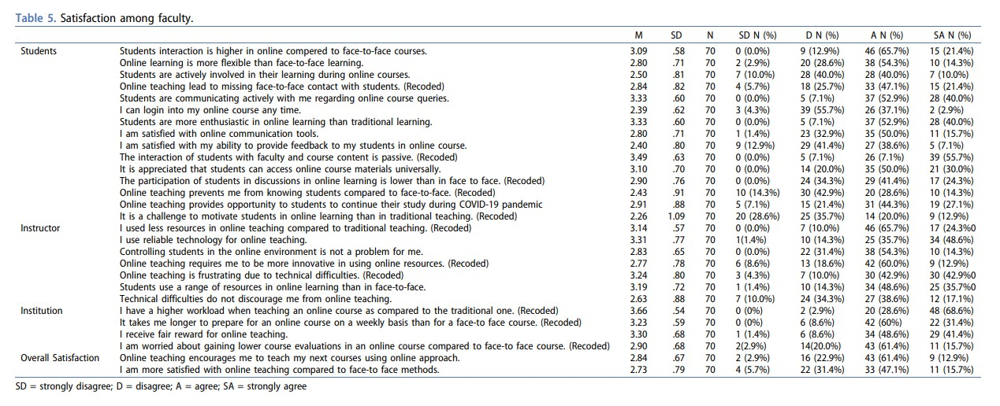 Table 5. Satisfaction among faculty.
M SD N SD N (%) D N (%) A N (%) SA N (%)
Students Students interaction is higher in online compered to face-to-face courses. 3.09 .58 70 0 (0.0%) 9 (12.9%) 46 (65.7%) 15 (21.4%)
Online learning is more flexible than face-to-face learning. 2.80 .71 70 2 (2.9%) 20 (28.6%) 38 (54.3%) 10 (14.3%)
Students are actively involved in their learning during online courses. 2.50 .81 70 7 (10.0%) 28 (40.0%) 28 (40.0%) 7 (10.0%)
Online teaching lead to missing face-to-face contact with students. (Recoded) 2.84 .82 70 4 (5.7%) 18 (25.7%) 33 (47.1%) 15 (21.4%)
Students are communicating actively with me regarding online course queries. 3.33 .60 70 0 (0.0%) 5 (7.1%) 37 (52.9%) 28 (40.0%)
I can login into my online course any time. 2.39 .62 70 3 (4.3%) 39 (55.7%) 26 (37.1%) 2 (2.9%)
Students are more enthusiastic in online learning than traditional learning. 3.33 .60 70 0 (0.0%) 5 (7.1%) 37 (52.9%) 28 (40.0%)
I am satisfied with online communication tools. 2.80 .71 70 1 (1.4%) 23 (32.9%) 35 (50.0%) 11 (15.7%)
I am satisfied with my ability to provide feedback to my students in online course. 2.40 .80 70 9 (12.9%) 29 (41.4%) 27 (38.6%) 5 (7.1%)
The interaction of students with faculty and course content is passive. (Recoded) 3.49 .63 70 0 (0.0%) 5 (7.1%) 26 (7.1%) 39 (55.7%)
It is appreciated that students can access online course materials universally. 3.10 .70 70 0 (0.0%) 14 (20.0%) 35 (50.0%) 21 (30.0%)
The participation of students in discussions in online learning is lower than in face to face. (Recoded) 2.90 .76 70 0 (0.0%) 24 (34.3%) 29 (41.4%) 17 (24.3%)
Online teaching prevents me from knowing students compared to face-to-face. (Recoded) 2.43 .91 70 10 (14.3%) 30 (42.9%) 20 (28.6%) 10 (14.3%)
Online teaching provides opportunity to students to continue their study during COVID-19 pandemic 2.91 .88 70 5 (7.1%) 15 (21.4%) 31 (44.3%) 19 (27.1%)
It is a challenge to motivate students in online learning than in traditional teaching. (Recoded) 2.26 1.09 70 20 (28.6%) 25 (35.7%) 14 (20.0%) 9 (12.9%)
Instructor I used less resources in online teaching compared to traditional teaching. (Recoded) 3.14 .57 70 0 (0.0%) 7 (10.0%) 46 (65.7%) 17 (24.3%0
I use reliable technology for online teaching. 3.31 .77 70 1(1.4%) 10 (14.3%) 25 (35.7%) 34 (48.6%)
Controlling students in the online environment is not a problem for me. 2.83 .65 70 0 (0.0%) 22 (31.4%) 38 (54.3%) 10 (14.3%)
Online teaching requires me to be more innovative in using online resources. (Recoded) 2.77 .78 70 6 (8.6%) 13 (18.6%) 42 (60.0%) 9 (12.9%)
Online teaching is frustrating due to technical difficulties. (Recoded) 3.24 .80 70 3 (4.3%) 7 (10.0%) 30 (42.9%) 30 (42.9%0
Students use a range of resources in online learning than in face-to-face. 3.19 .72 70 1 (1.4%) 10 (14.3%) 34 (48.6%) 25 (35.7%0
Technical difficulties do not discourage me from online teaching. 2.63 .88 70 7 (10.0%) 24 (34.3%) 27 (38.6%) 12 (17.1%)
Institution I have a higher workload when teaching an online course as compared to the traditional one. (Recoded) 3.66 .54 70 0 (0%) 2 (2.9%) 20 (28.6%) 48 (68.6%)
It takes me longer to prepare for an online course on a weekly basis than for a face-to face course. (Recoded) 3.23 .59 70 0 (0%) 6 (8.6%) 42 (60%) 22 (31.4%)
I receive fair reward for online teaching. 3.30 .68 70 1 (1.4%) 6 (8.6%) 34 (48.6%) 29 (41.4%)
I am worried about gaining lower course evaluations in an online course compared to face-to face course. (Recoded) 2.90 .68 70 2(2.9%) 14(20.0%) 43 (61.4%) 11 (15.7%)
Overall Satisfaction Online teaching encourages me to teach my next courses using online approach. 2.84 .67 70 2 (2.9%) 16 (22.9%) 43 (61.4%) 9 (12.9%)
I am more satisfied with online teaching compared to face-to face methods. 2.73 .79 70 4 (5.7%) 22 (31.4%) 33 (47.1%) 11 (15.7%)
SD = strongly disagree; D = disagree; A = agree; SA = strongly agree